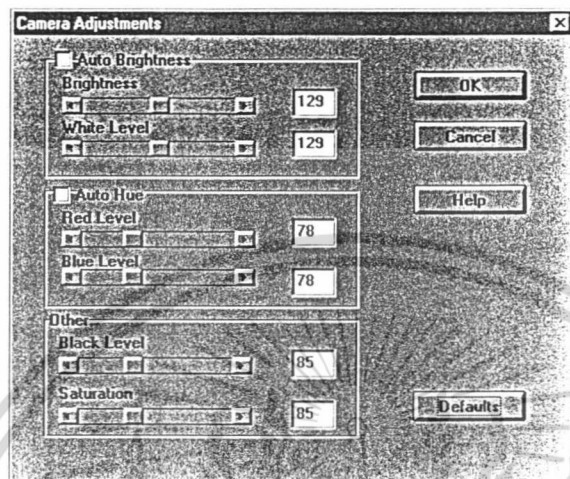 Camera Adjustments
Auto Brightness
Brightness
129
White Level
129
Auto Hue
Red Level
78
Blue Level
78
Other
Black Level
85
Saturation
85
OK
Cancel
Help
Defaults